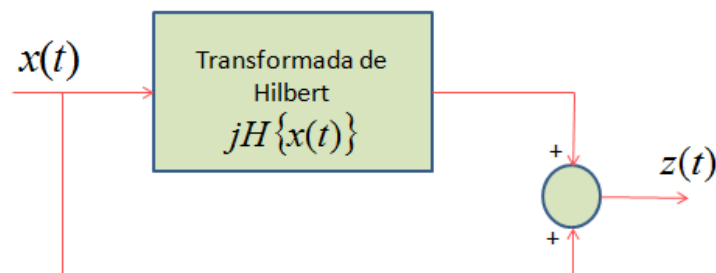 x(t)
Transformada de
Hilbert
jH{x(t)}
+
z(t)
+